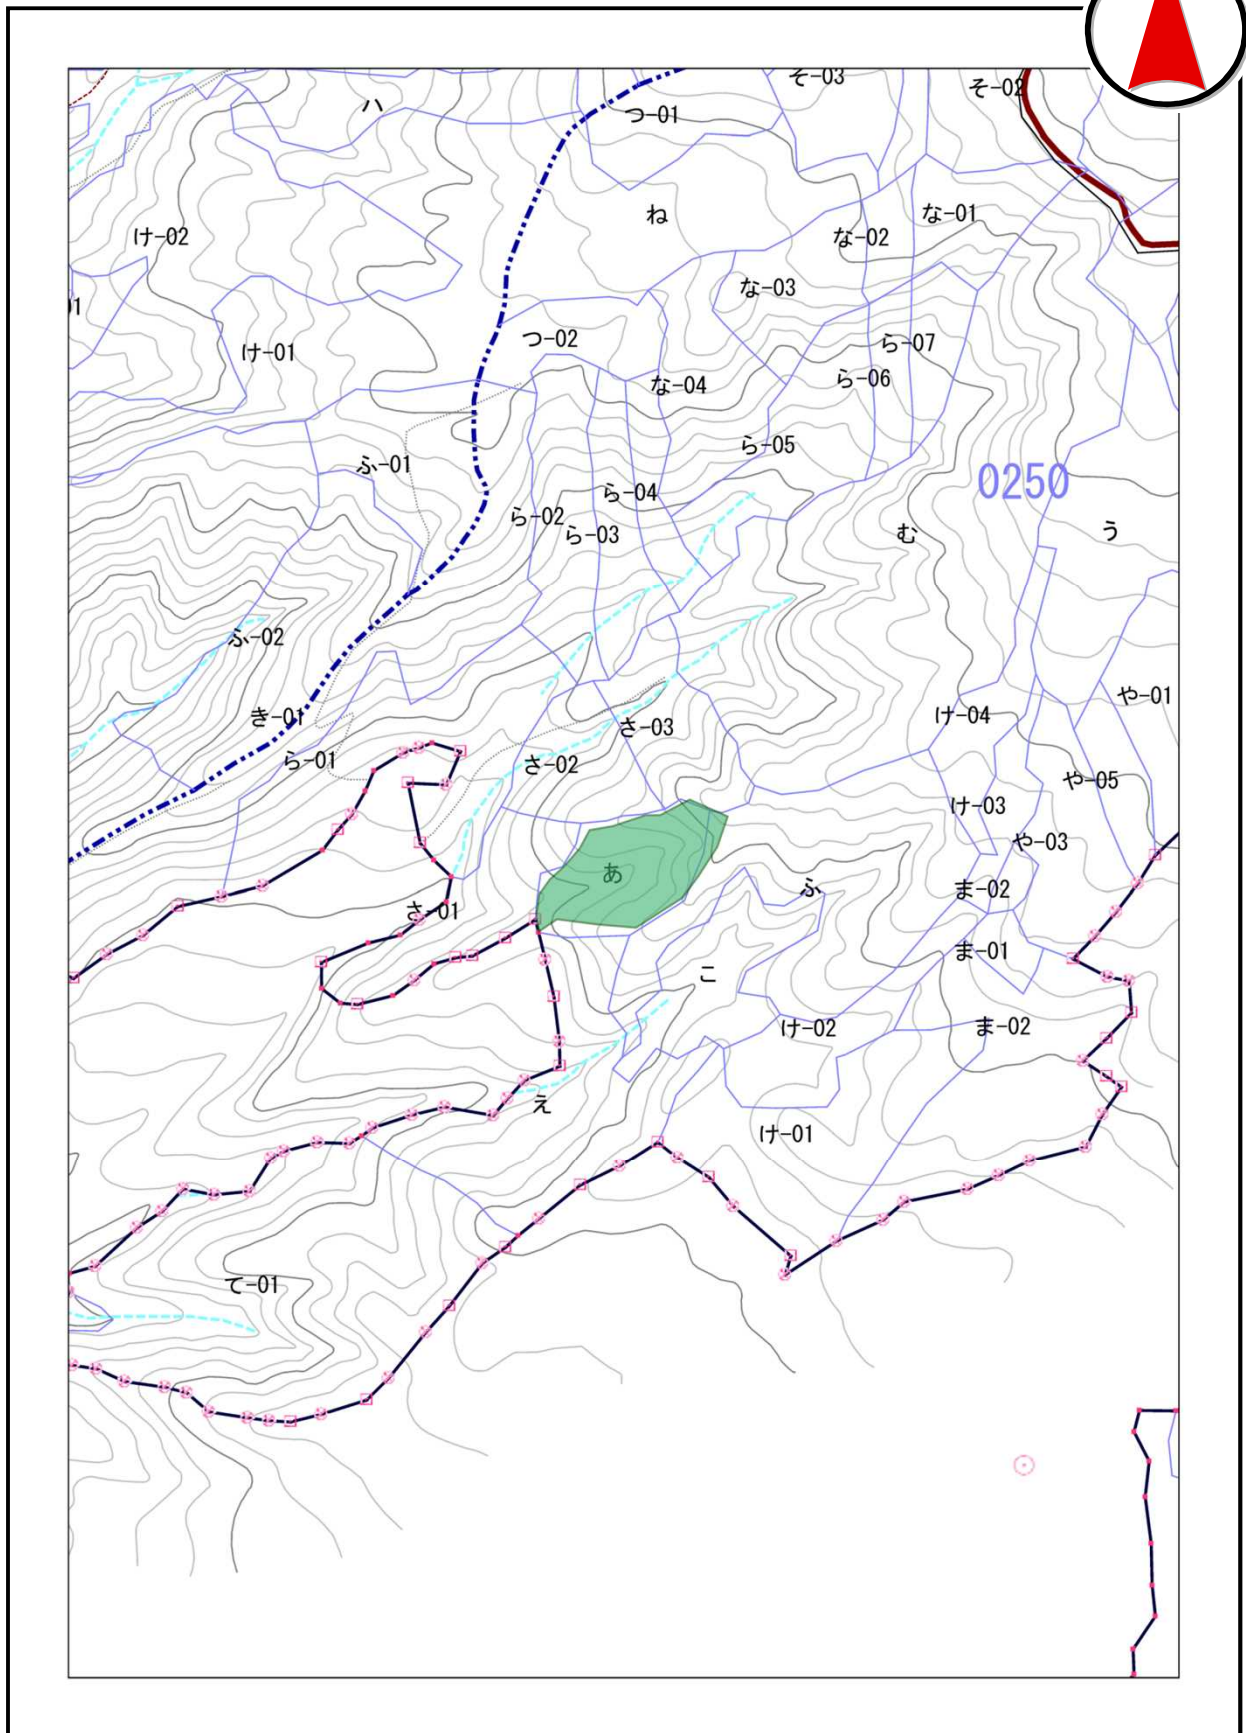 そ-03
ハ
そ-02
つ-01
ね
な-01
け-02
な-02
な-03
つ-02
ら-07
け-01
ら-06
な-04
ら-05
ふ-01
0250
ら-04
ら-02
ら-03
む
う
ふ-02
や-01
き-01
け-04
さ-03
ら-01
さ-02
や-05
け-03
や-03
あ
ふ
ま-02
さ-01
ま-01
こ
け-02
ま-02
え
け-01
て-01